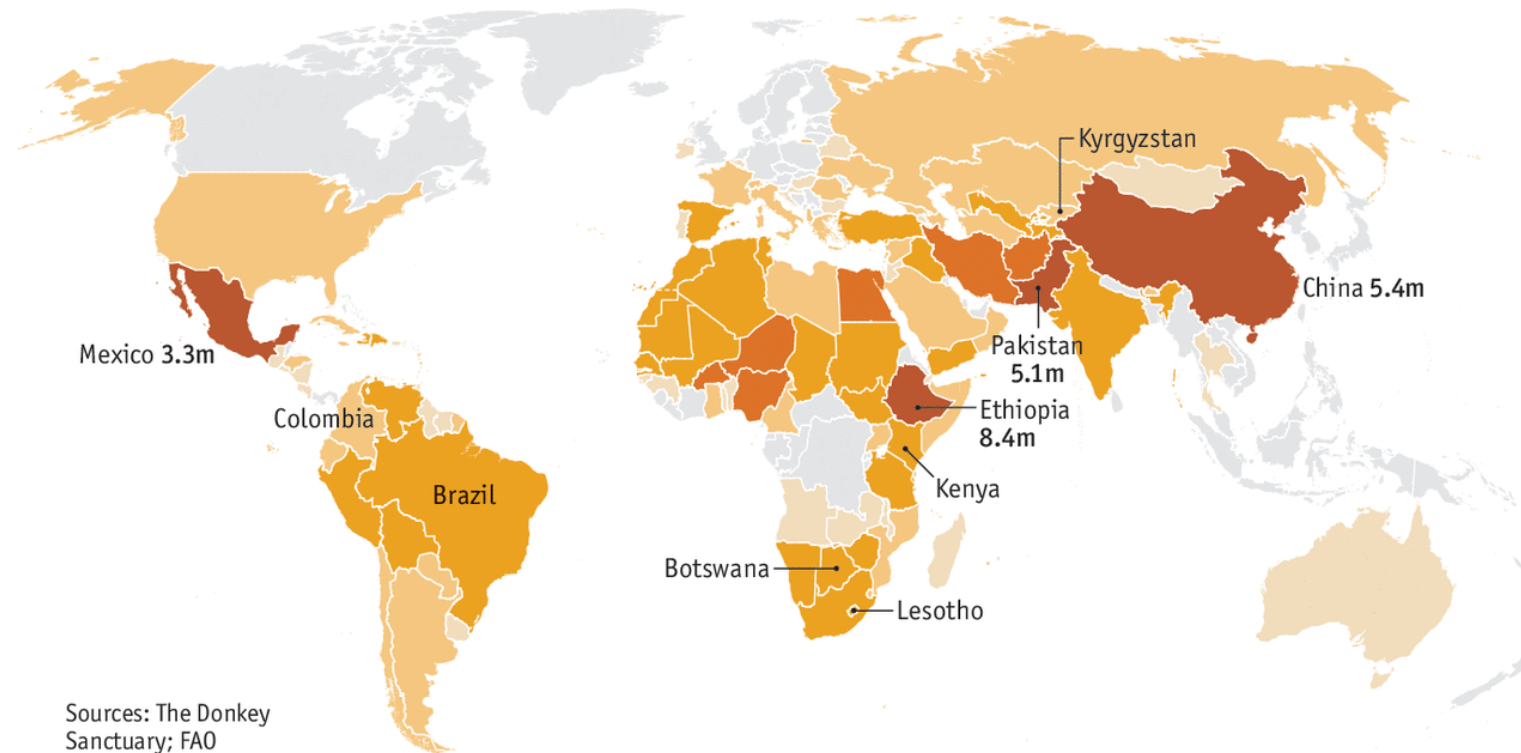 Kyrgyzstan
China 5.4m
Mexico 3.3m
Pakistan
5.1m
Colombia
Ethiopia
8.4m
Brazil
Kenya
Botswana
Lesotho
Sources: The Donkey
Sanctuary; FAO